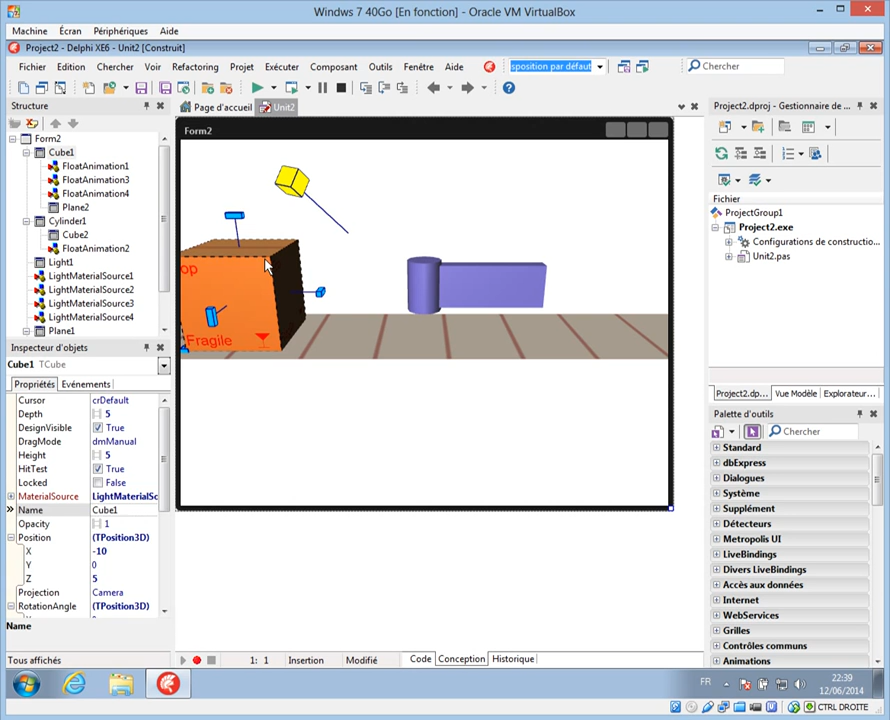 Windws 7 40Go [En fonction] - Oracle VM VirtualBox
Machine Écran Périphériques Aide
Project2 - Delphi XE6 - Unit2 [Construit]
Fichier Edition Chercher Voir Refactoring Projet Exécuter Composant Outils Fenêtre Aide sposition par défaut Chercher
Structure
Form2
Cube1
FloatAnimation1
FloatAnimation3
FloatAnimation4
Plane2
Cylinder1
Cube2
FloatAnimation2
Light1
LightMaterialSource1
LightMaterialSource2
LightMaterialSource3
LightMaterialSource4
Plane1
Inspecteur d'objets
Cube1 TCube
Propriétés Evénements
Cursor crDefault
Depth 5
DesignVisible True
DragMode dmManual
Height 5
HitTest True
Locked False
MaterialSource LightMaterialSc
Name Cube1
Opacity 1
Position (TPosition3D)
X -10
Y 0
Z 5
Projection Camera
RotationAngle (TPosition3D)
Name
Tous affichés
Page d'accueil Unit2
Form2
op
Fragile
1: 1 Insertion Modifié Code Conception Historique
Project2.dproj - Gestionnaire de ...
Fichier
ProjectGroup1
Project2.exe
Configurations de constructio...
Unit2.pas
Project2.dp... Vue Modèle Explorateur...
Palette d'outils
Chercher
Standard
dbExpress
Dialogues
Système
Supplément
Détecteurs
Metropolis UI
LiveBindings
Divers LiveBindings
Accès aux données
Internet
WebServices
Grilles
Contrôles communs
Animations
FR 22:39
12/06/2014
CTRL DROITE